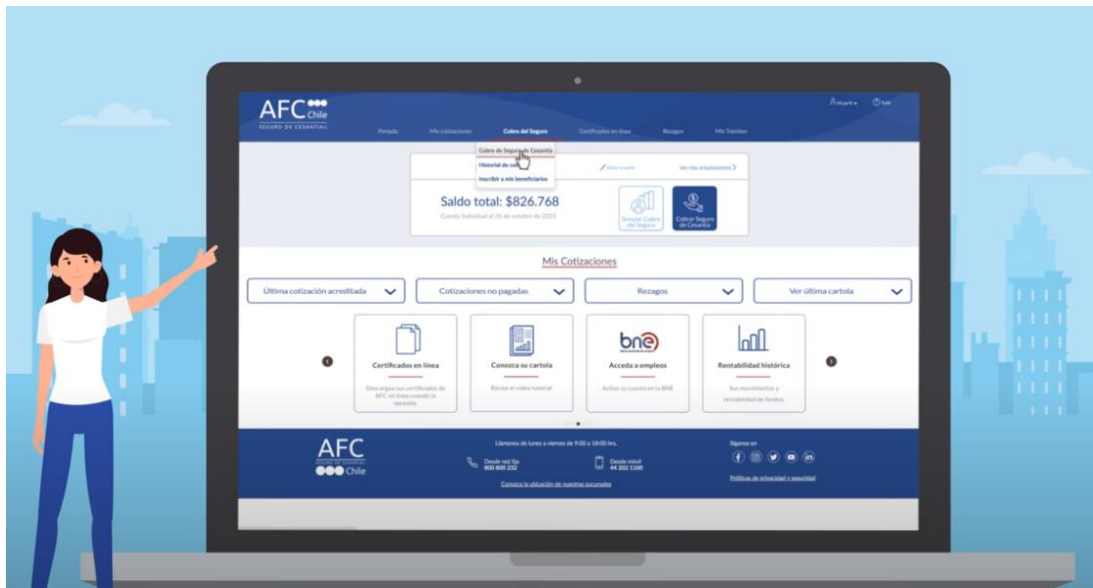 AFC
Chile
SEGURO DE CESANTÍA
Mi perfil
Salir
Portada
Mis cotizaciones
Cobro del Seguro
Certificados en línea
Rezagos
Mis Trámites
Cobro de Seguro de Cesantía
Historial de
Inscribir a mis beneficiarios
Ver mis empleadores
Saldo total: $826.768
Cuenta Individual al 26 de octubre de 2023
Simular Cobro
del Seguro
Cobrar Seguro
de Cesantía
Mis Cotizaciones
Última cotización acreditada
Cotizaciones no pagadas
Rezagos
Ver última cartola
Certificados en línea
Descargue sus certificados de
AFC en línea cuando lo
necesite.
Conozca su cartola
Revise el video tutorial
bne
Acceda a empleos
Active su cuenta en la BNE
Rentabilidad histórica
Sus movimientos y
rentabilidad de fondos.
AFC
SEGURO DE CESANTÍA
Chile
Llámenos de lunes a viernes de 9:00 a 18:00 hrs.
Desde red fija
800 800 232
Desde móvil
44 202 1500
Conozca la ubicación de nuestras sucursales
Síganos en
Políticas de privacidad y seguridad